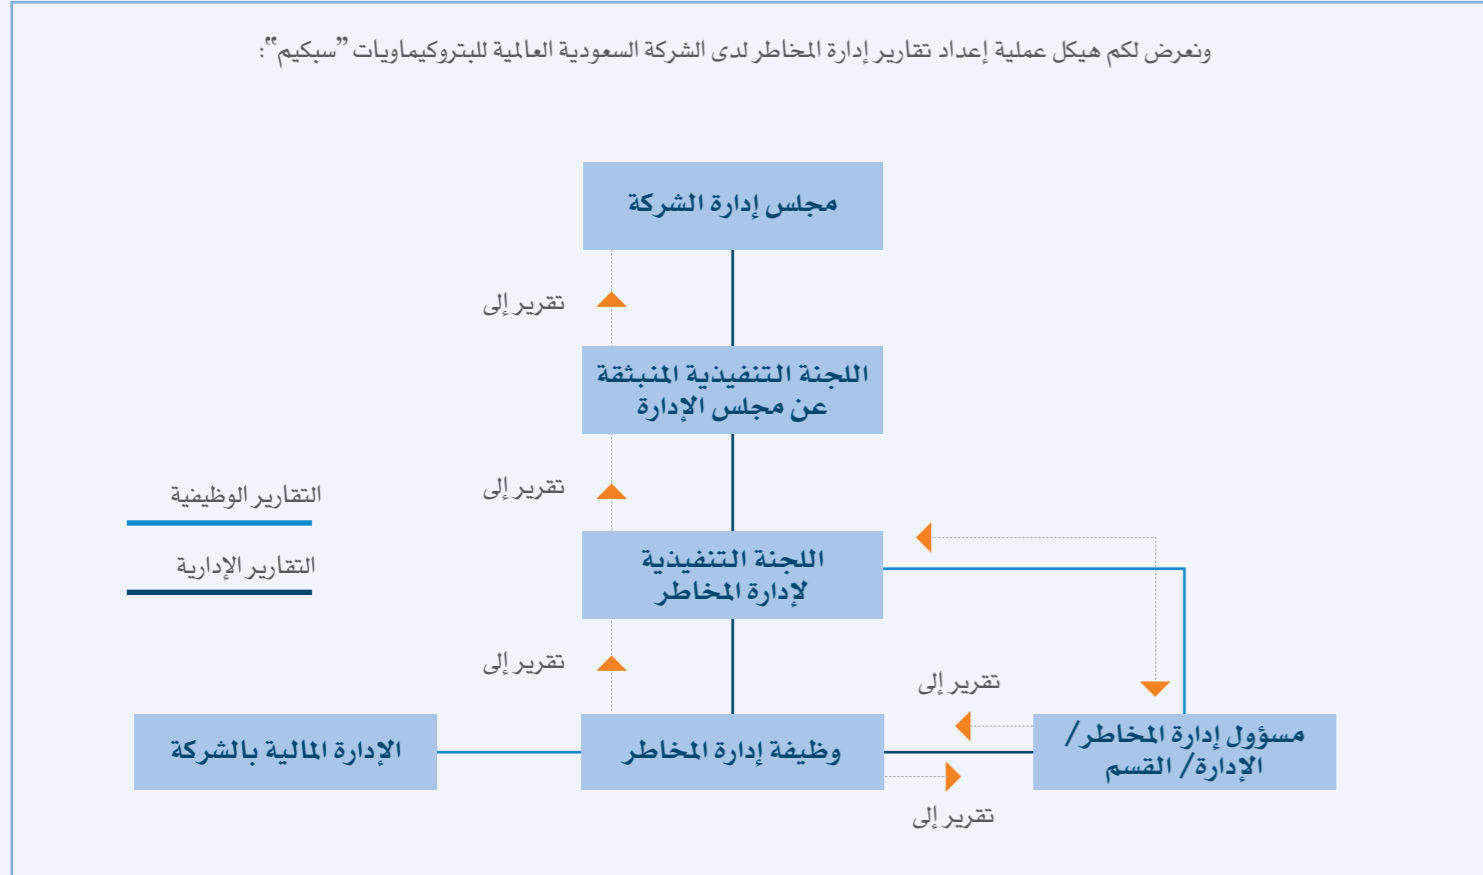 ونعرض لكم هيكل عملية إعداد تقارير إدارة المخاطر لدى الشركة السعودية العالمية للبتروكيماويات ”سبكيم“:
مجلس إدارة الشركة
تقرير إلى
اللجنة التنفيذية المنبثقة
عن مجلس الإدارة
تقرير إلى
التقارير الوظيفية
التقارير الإدارية
اللجنة التنفيذية
لإدارة المخاطر
تقرير إلى
تقرير إلى
مسؤول إدارة المخاطر/
الإدارة/ القسم
وظيفة إدارة المخاطر
الإدارة المالية بالشركة
تقرير إلى